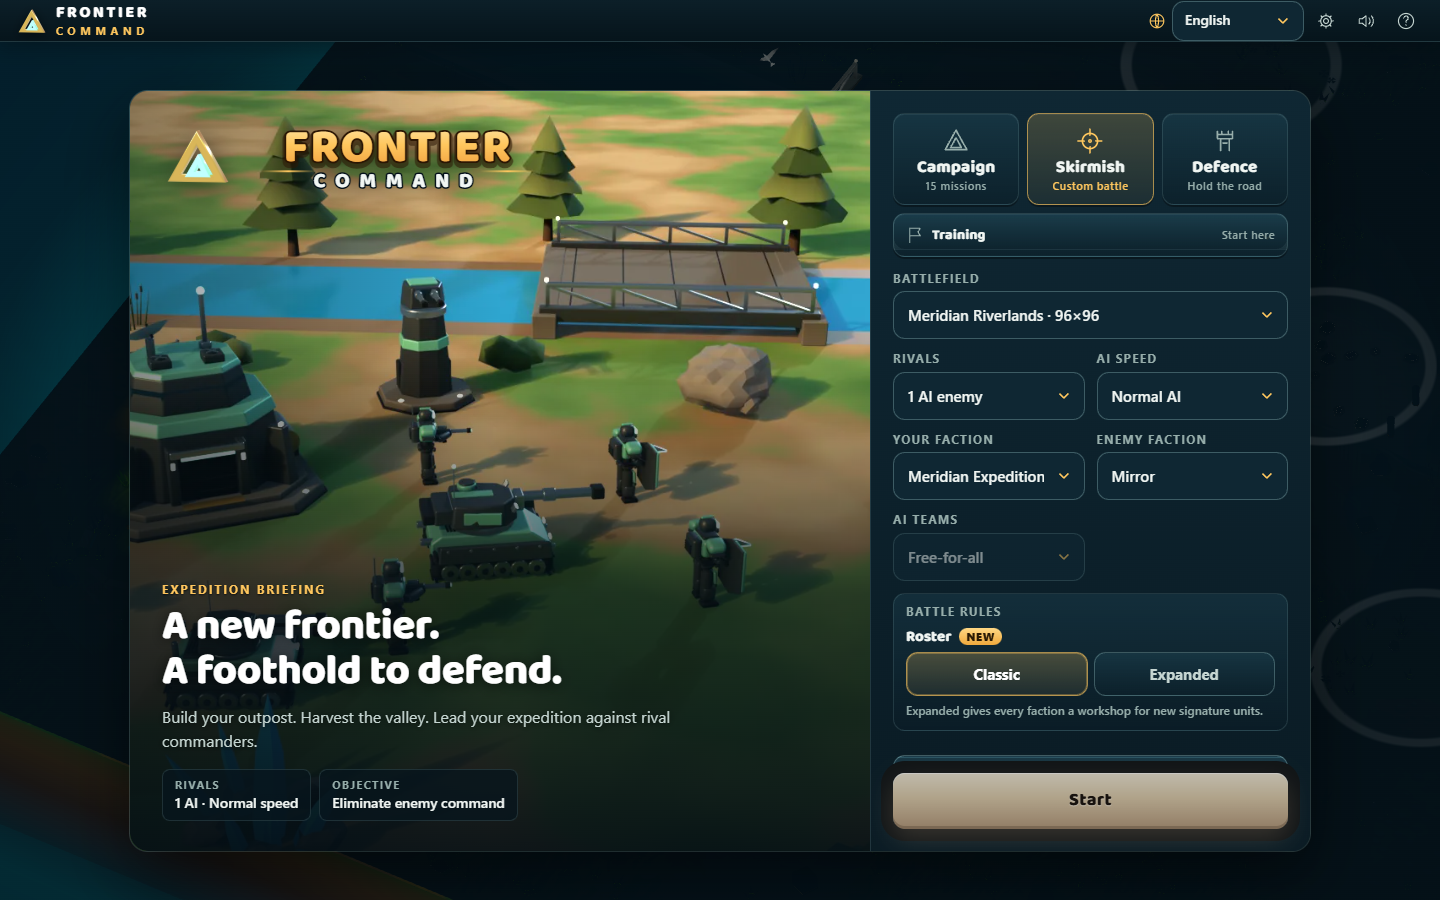 FRONTIER
COMMAND
English
FRONTIER
COMMAND
EXPEDITION BRIEFING
A new frontier.
A foothold to defend.
Build your outpost. Harvest the valley. Lead your expedition against rival
commanders.
RIVALS
1 AI · Normal speed
OBJECTIVE
Eliminate enemy command
Campaign
15 missions
Skirmish
Custom battle
Defence
Hold the road
Training
Start here
BATTLEFIELD
Meridian Riverlands · 96×96
RIVALS
1 AI enemy
AI SPEED
Normal AI
YOUR FACTION
Meridian Expedition
ENEMY FACTION
Mirror
AI TEAMS
Free-for-all
BATTLE RULES
Roster NEW
Classic
Expanded
Expanded gives every faction a workshop for new signature units.
Start